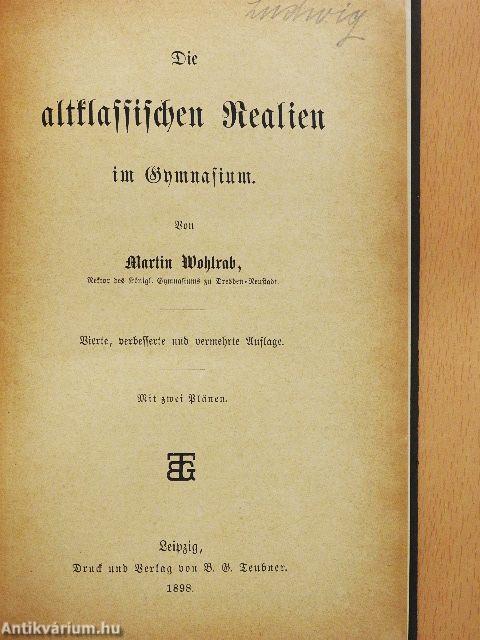 Ludwig
Die
altklassischen Realien
im Gymnasium.
Von
Martin Wohlrab,
Rektor des Königl. Gymnasiums zu Dresden-Neustadt.
Vierte, verbesserte und vermehrte Auflage.
Mit zwei Plänen.
BTG
Leipzig,
Druck und Verlag von B. G. Teubner.
1898.
Antikvárium.hu